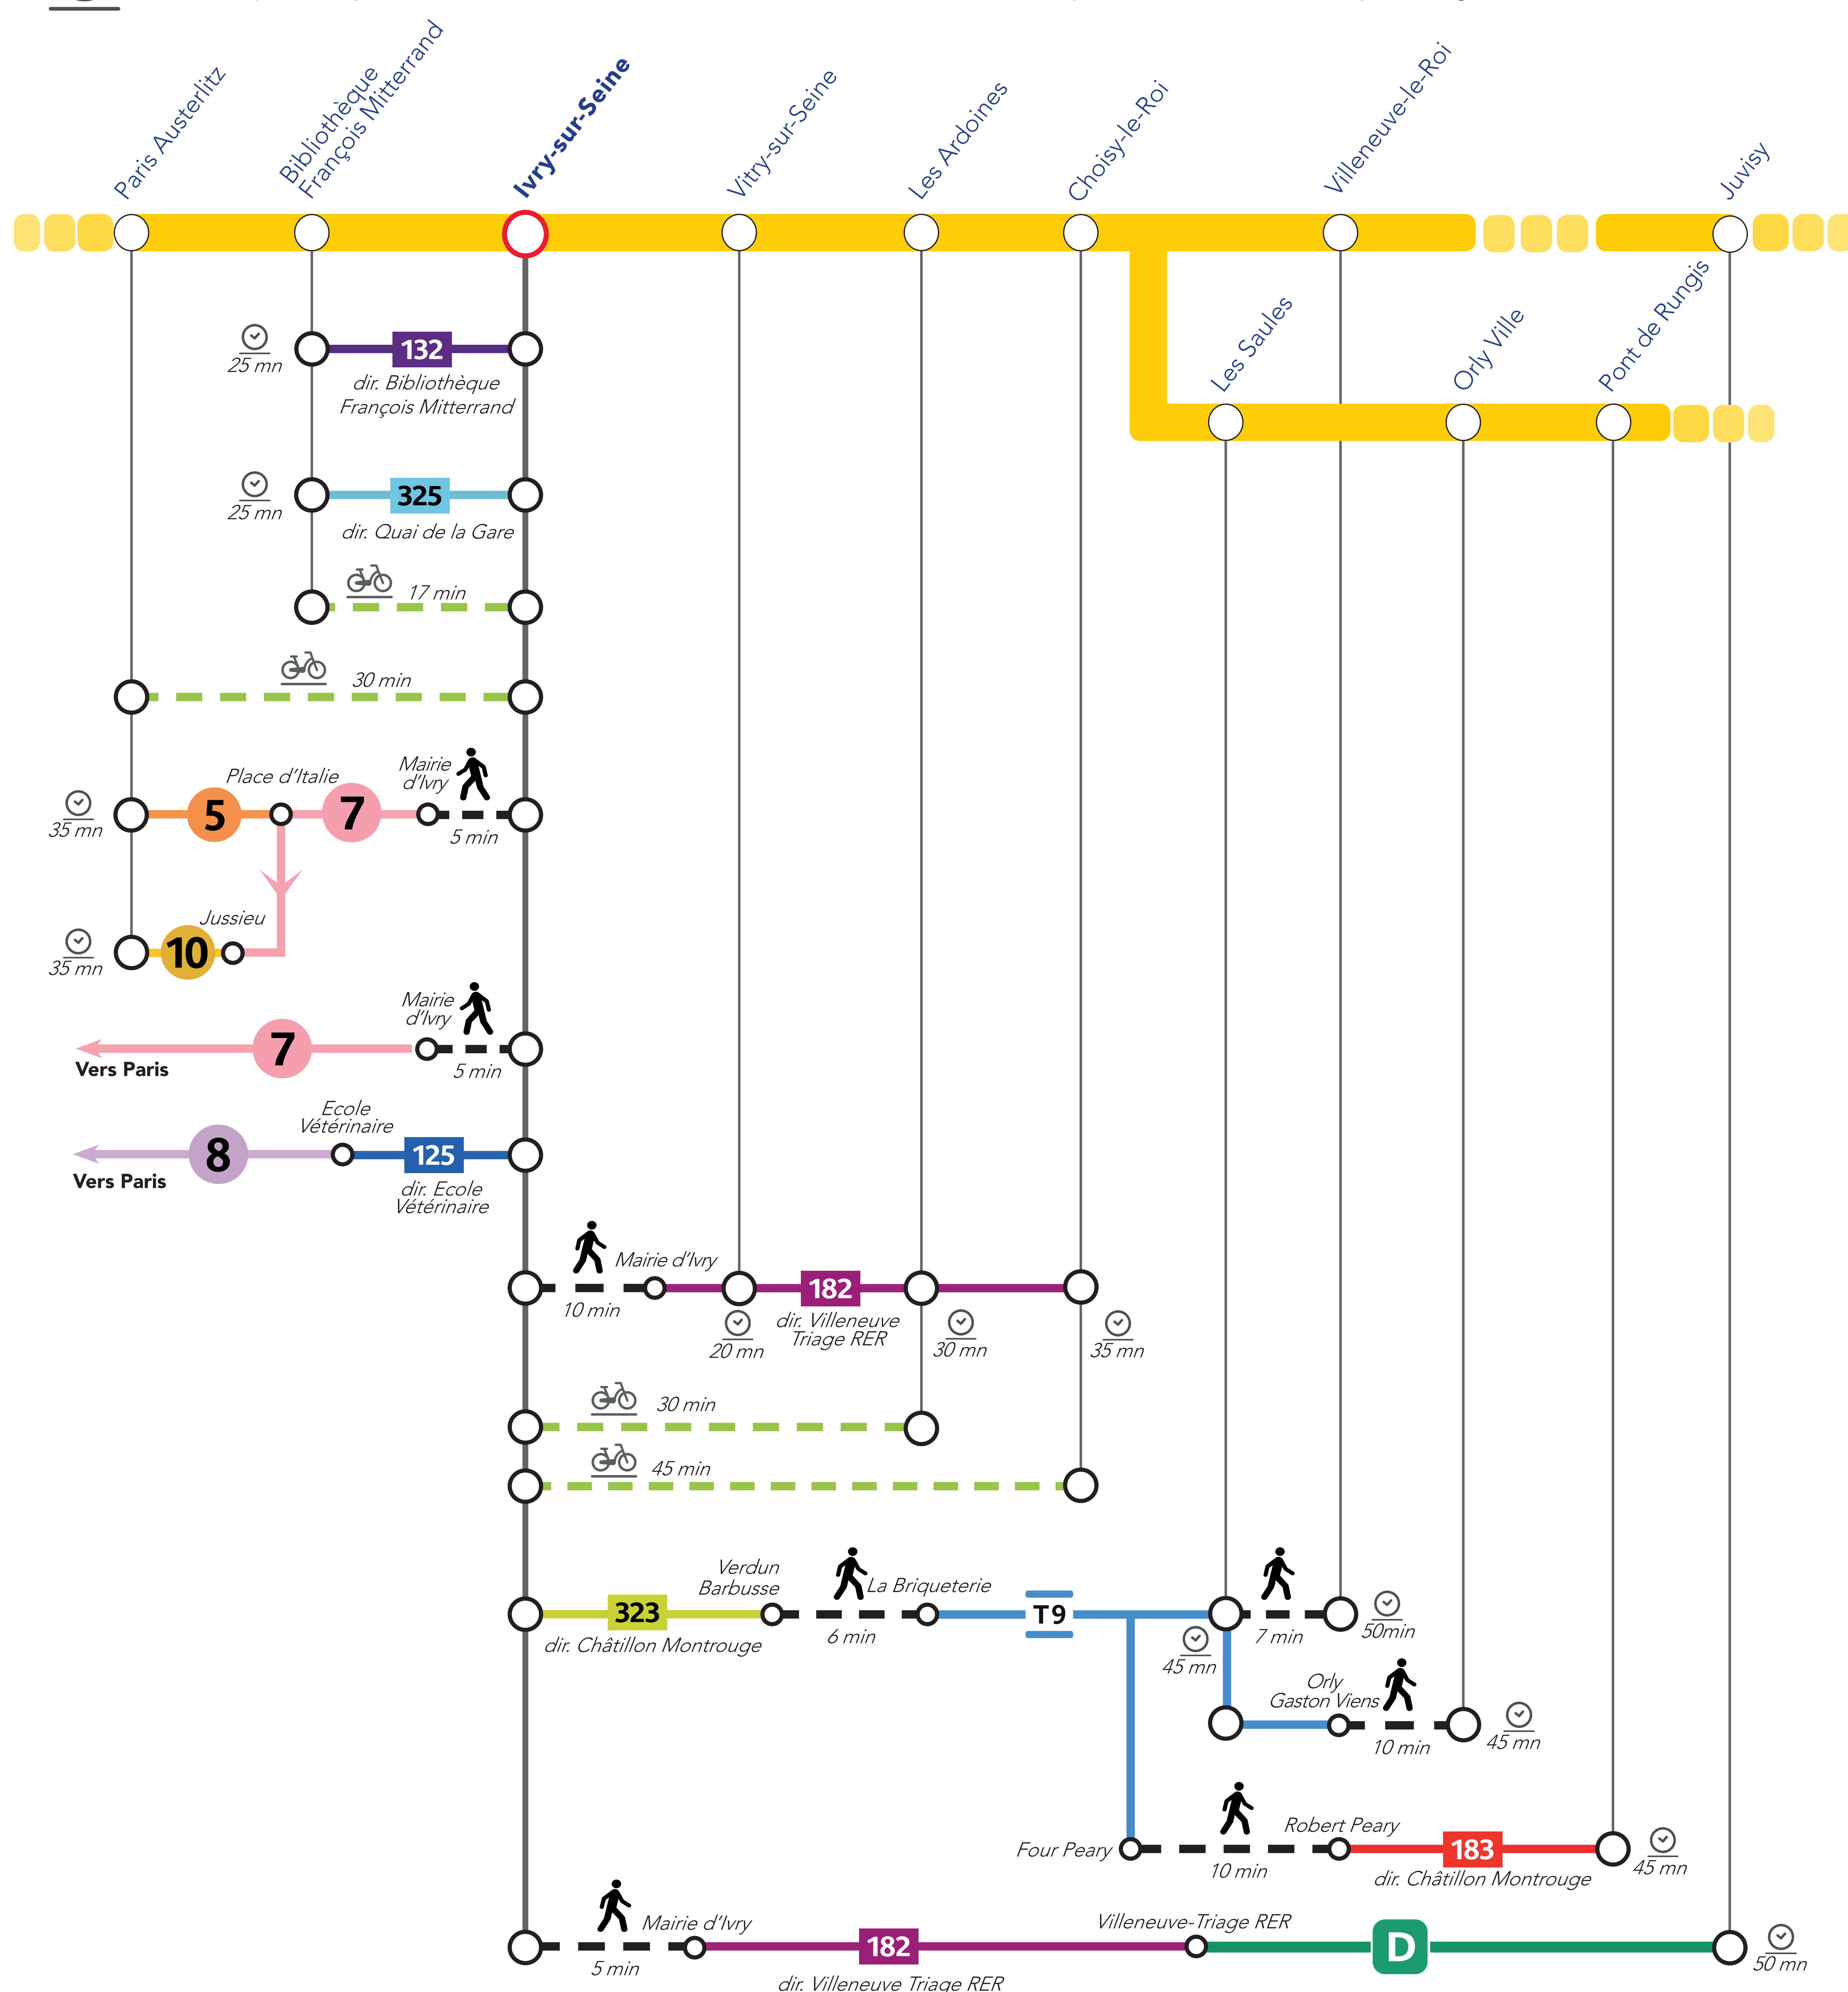 Paris Austerlitz
Bibliothèque
François Mitterrand
Ivry-sur-Seine
Vitry-sur-Seine
Les Ardoines
Choisy-le-Roi
Villeneuve-le-Roi
Juvisy
Les Saules
Orly Ville
Pont de Rungis
25 mn
132
dir. Bibliothèque
François Mitterrand
25 mn
325
dir. Quai de la Gare
17 min
30 min
35 mn
5
Place d'Italie
7
Mairie
d'Ivry
5 min
35 mn
10
Jussieu
7
Vers Paris
Mairie
d'Ivry
5 min
8
Vers Paris
Ecole
Vétérinaire
125
dir. Ecole
Vétérinaire
10 min
Mairie d'Ivry
20 mn
182
dir. Villeneuve
Triage RER
30 mn
35 mn
30 min
45 min
323
dir. Châtillon Montrouge
Verdun
Barbusse
6 min
La Briqueterie
T9
45 mn
7 min
50min
Orly
Gaston Viens
10 min
45 mn
Four Peary
10 min
Robert Peary
183
dir. Châtillon Montrouge
45 mn
5 min
Mairie d'Ivry
182
dir. Villeneuve Triage RER
Villeneuve-Triage RER
D
50 mn